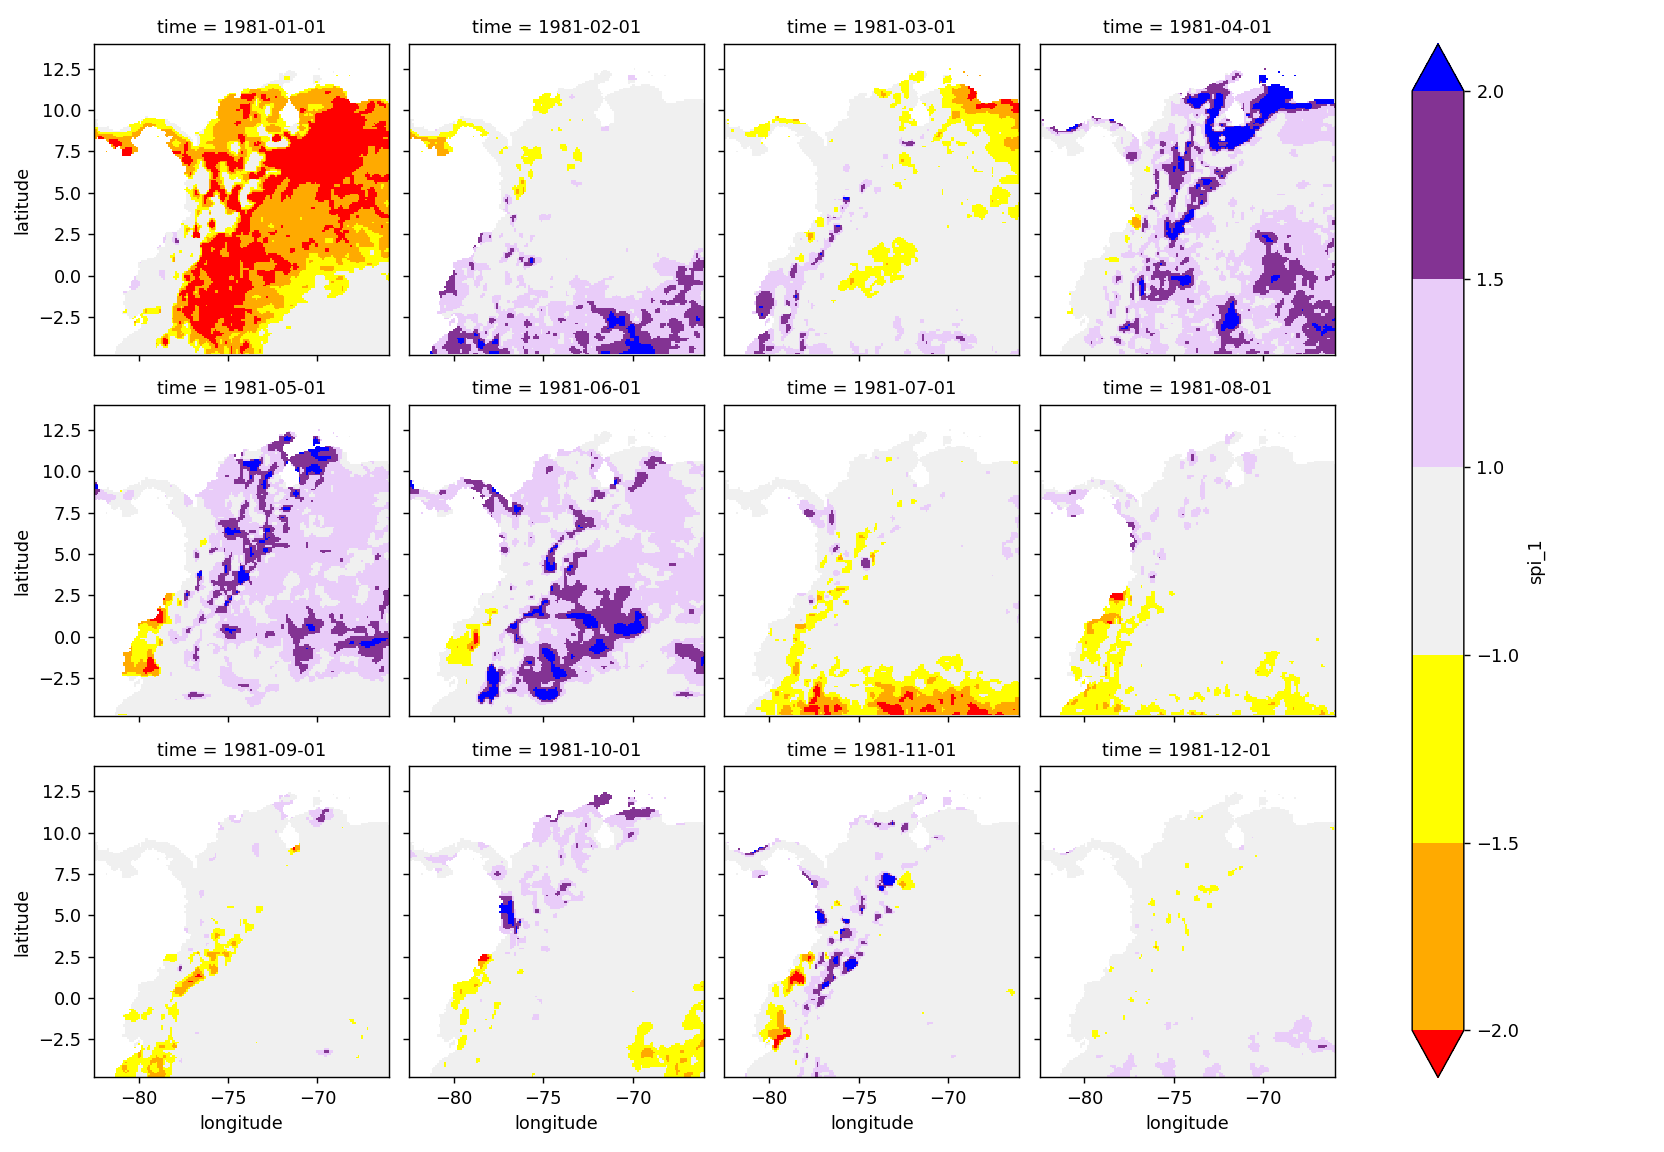 time = 1981-01-01
time = 1981-02-01
time = 1981-03-01
time = 1981-04-01
12.5
10.0
7.5
5.0
2.5
0.0
−2.5
latitude
time = 1981-05-01
time = 1981-06-01
time = 1981-07-01
time = 1981-08-01
12.5
10.0
7.5
5.0
2.5
0.0
−2.5
latitude
time = 1981-09-01
time = 1981-10-01
time = 1981-11-01
time = 1981-12-01
12.5
10.0
7.5
5.0
2.5
0.0
−2.5
latitude
−80 −75 −70
−80 −75 −70
−80 −75 −70
−80 −75 −70
longitude
longitude
longitude
longitude
2.0
1.5
1.0
−1.0
−1.5
−2.0
spi_1